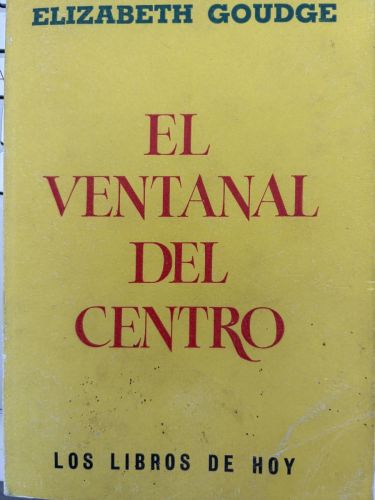 ELIZABETH GOUDGE
EL
VENTANAL
DEL
CENTRO
LOS LIBROS DE HOY